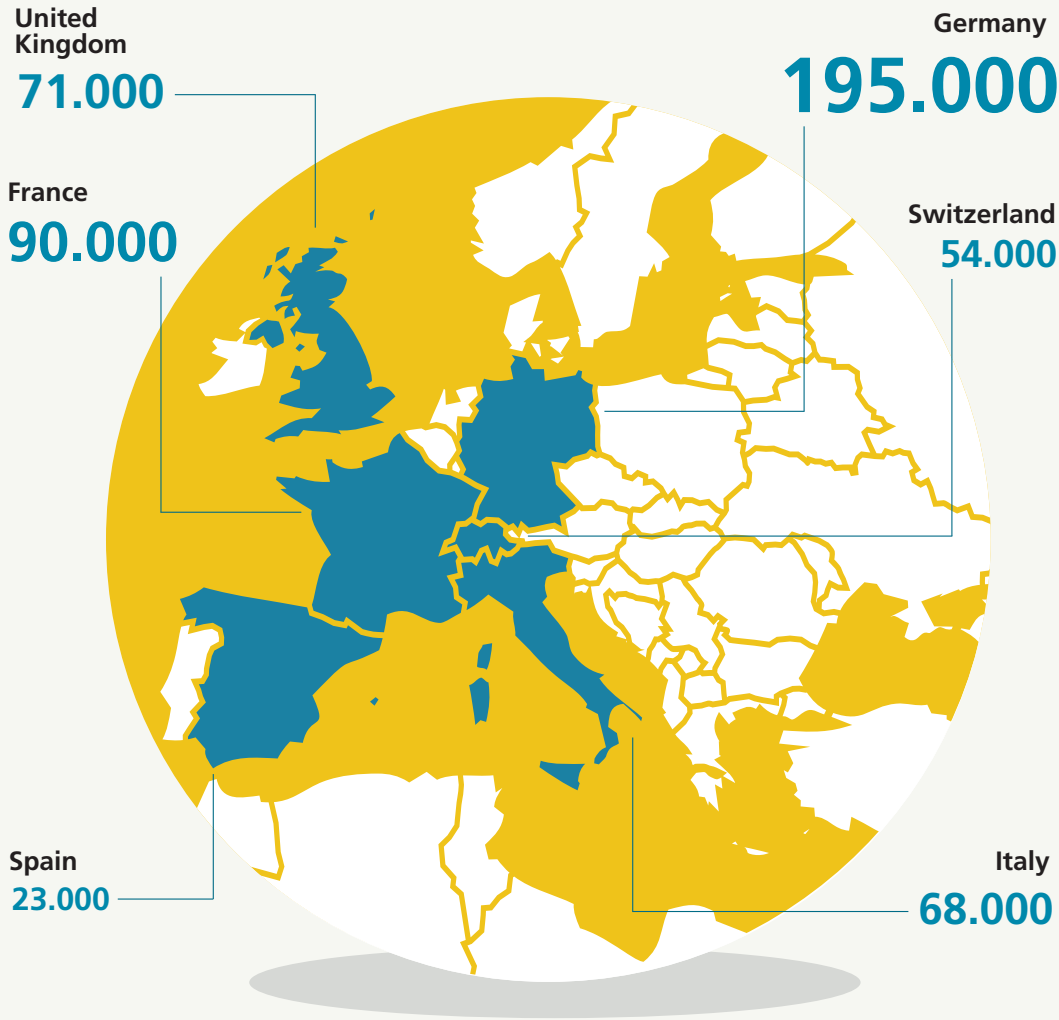 United
Kingdom
71.000
Germany
195.000
France
90.000
Switzerland
54.000
Spain
23.000
Italy
68.000